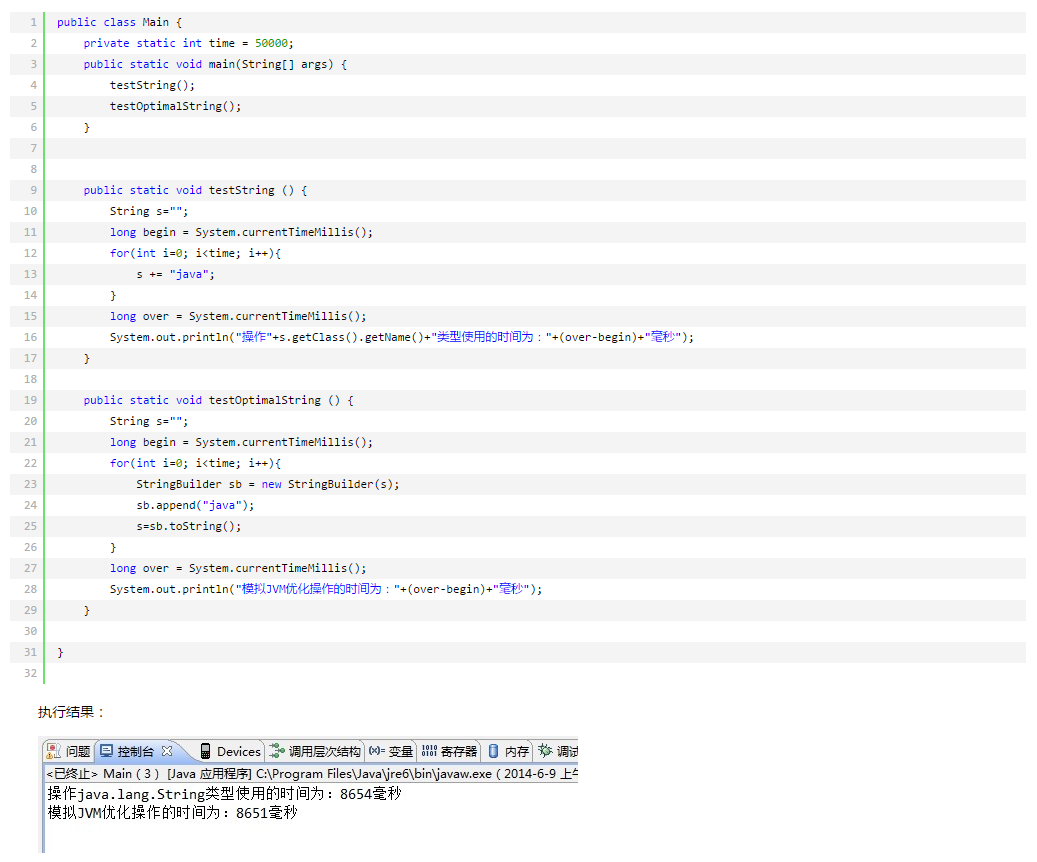 1 public class Main {
2 private static int time = 50000;
3 public static void main(String[] args) {
4 testString();
5 testOptimalString();
6 }
7
8
9 public static void testString () {
10 String s="";
11 long begin = System.currentTimeMillis();
12 for(int i=0; i<time; i++){
13 s += "java";
14 }
15 long over = System.currentTimeMillis();
16 System.out.println("操作"+s.getClass().getName()+"类型使用的时间为："+(over-begin)+"毫秒");
17 }
18
19 public static void testOptimalString () {
20 String s="";
21 long begin = System.currentTimeMillis();
22 for(int i=0; i<time; i++){
23 StringBuilder sb = new StringBuilder(s);
24 sb.append("java");
25 s=sb.toString();
26 }
27 long over = System.currentTimeMillis();
28 System.out.println("模拟JVM优化操作的时间为："+(over-begin)+"毫秒");
29 }
30
31 }
32
执行结果：
问题 控制台 Devices 调用层次结构 (x)= 变量 寄存器 内存 调试
<已终止> Main（3） [Java 应用程序] C:\Program Files\Java\jre6\bin\javaw.exe（2014-6-9 上午
操作java.lang.String类型使用的时间为：8654毫秒
模拟JVM优化操作的时间为：8651毫秒